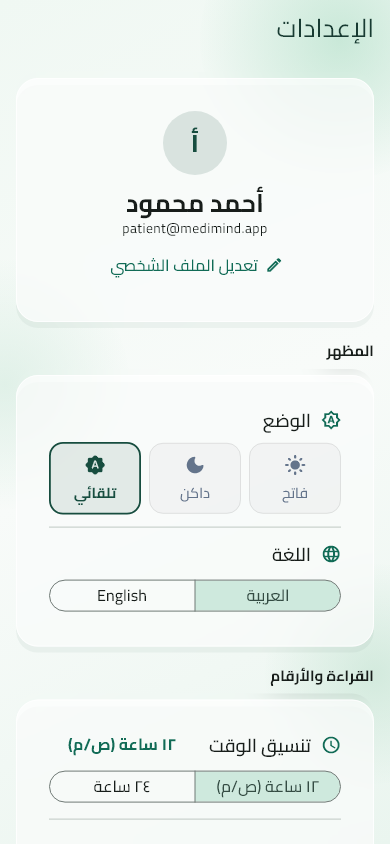 الإعدادات
أ
أحمد محمود
patient@medimind.app
تعديل الملف الشخصي
المظهر
الوضع
فاتح داكن تلقائي
اللغة
العربية English
القراءة والأرقام
تنسيق الوقت ١٢ ساعة (ص/م)
١٢ ساعة (ص/م) ٢٤ ساعة